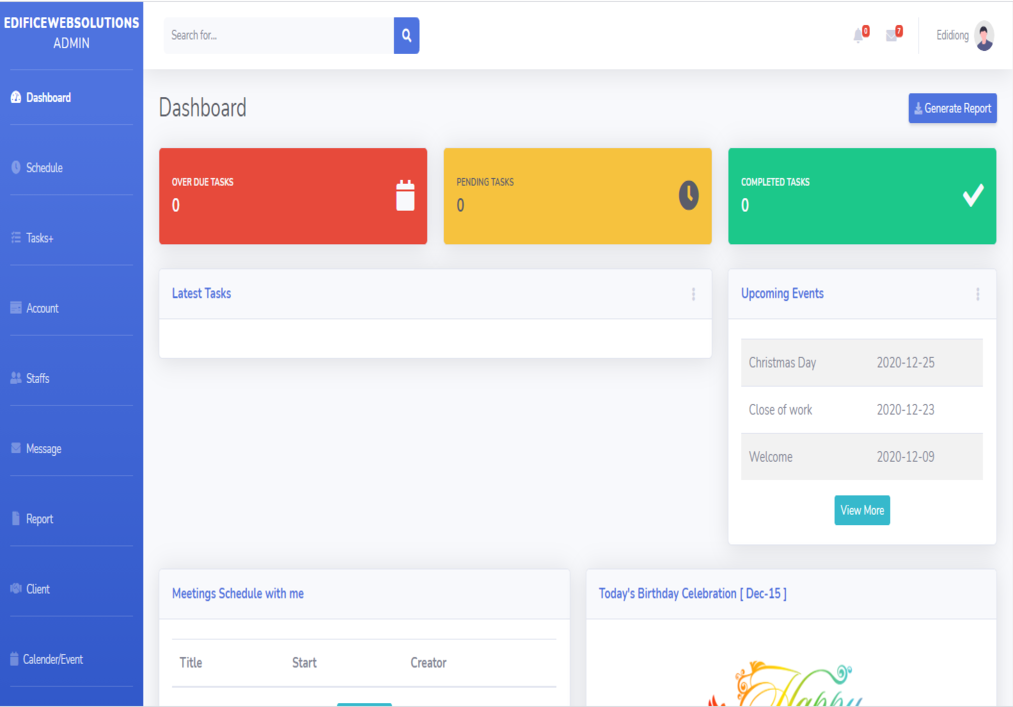 EDIFICEWEBSOLUTIONS
ADMIN
Search for...
0
7
Edidiong
Dashboard
Schedule
Tasks+
Account
Staffs
Message
Report
Client
Calender/Event
Dashboard
Generate Report
OVER DUE TASKS
0
PENDING TASKS
0
COMPLETED TASKS
0
Latest Tasks
Upcoming Events
Christmas Day 2020-12-25
Close of work 2020-12-23
Welcome 2020-12-09
View More
Meetings Schedule with me
Title Start Creator
Today's Birthday Celebration [ Dec-15 ]
Happy